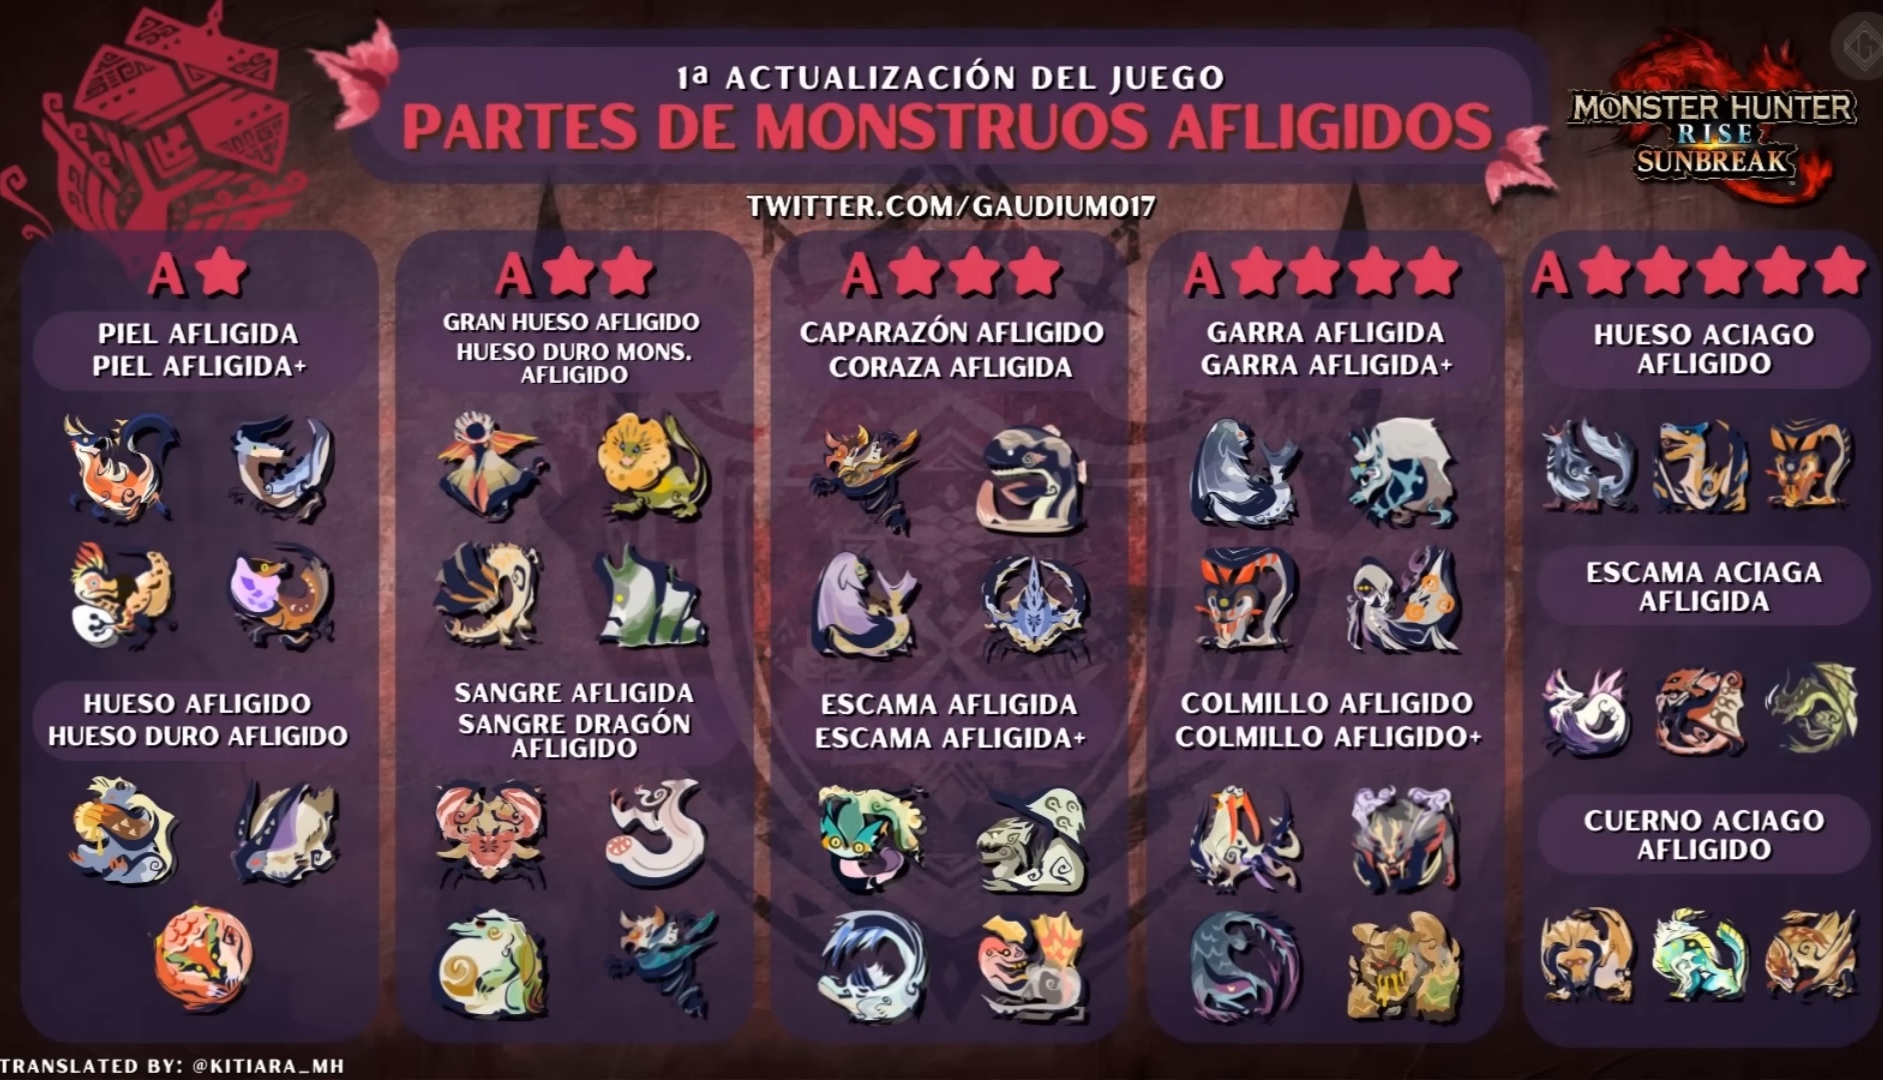 1ª ACTUALIZACIÓN DEL JUEGO
PARTES DE MONSTRUOS AFLIGIDOS
MONSTER HUNTER
RISE
SUNBREAK
TWITTER.COM/GAUDIUM017
A★
PIEL AFLIGIDA
PIEL AFLIGIDA+
HUESO AFLIGIDO
HUESO DURO AFLIGIDO
A★★
GRAN HUESO AFLIGIDO
HUESO DURO MONS.
AFLIGIDO
SANGRE AFLIGIDA
SANGRE DRAGÓN
AFLIGIDO
A★★★
CAPARAZÓN AFLIGIDO
CORAZA AFLIGIDA
ESCAMA AFLIGIDA
ESCAMA AFLIGIDA+
A★★★★
GARRA AFLIGIDA
GARRA AFLIGIDA+
COLMILLO AFLIGIDO
COLMILLO AFLIGIDO+
A★★★★★
HUESO ACIAGO
AFLIGIDO
ESCAMA ACIAGA
AFLIGIDA
CUERNO ACIAGO
AFLIGIDO
TRANSLATED BY: @KITIARA_MH